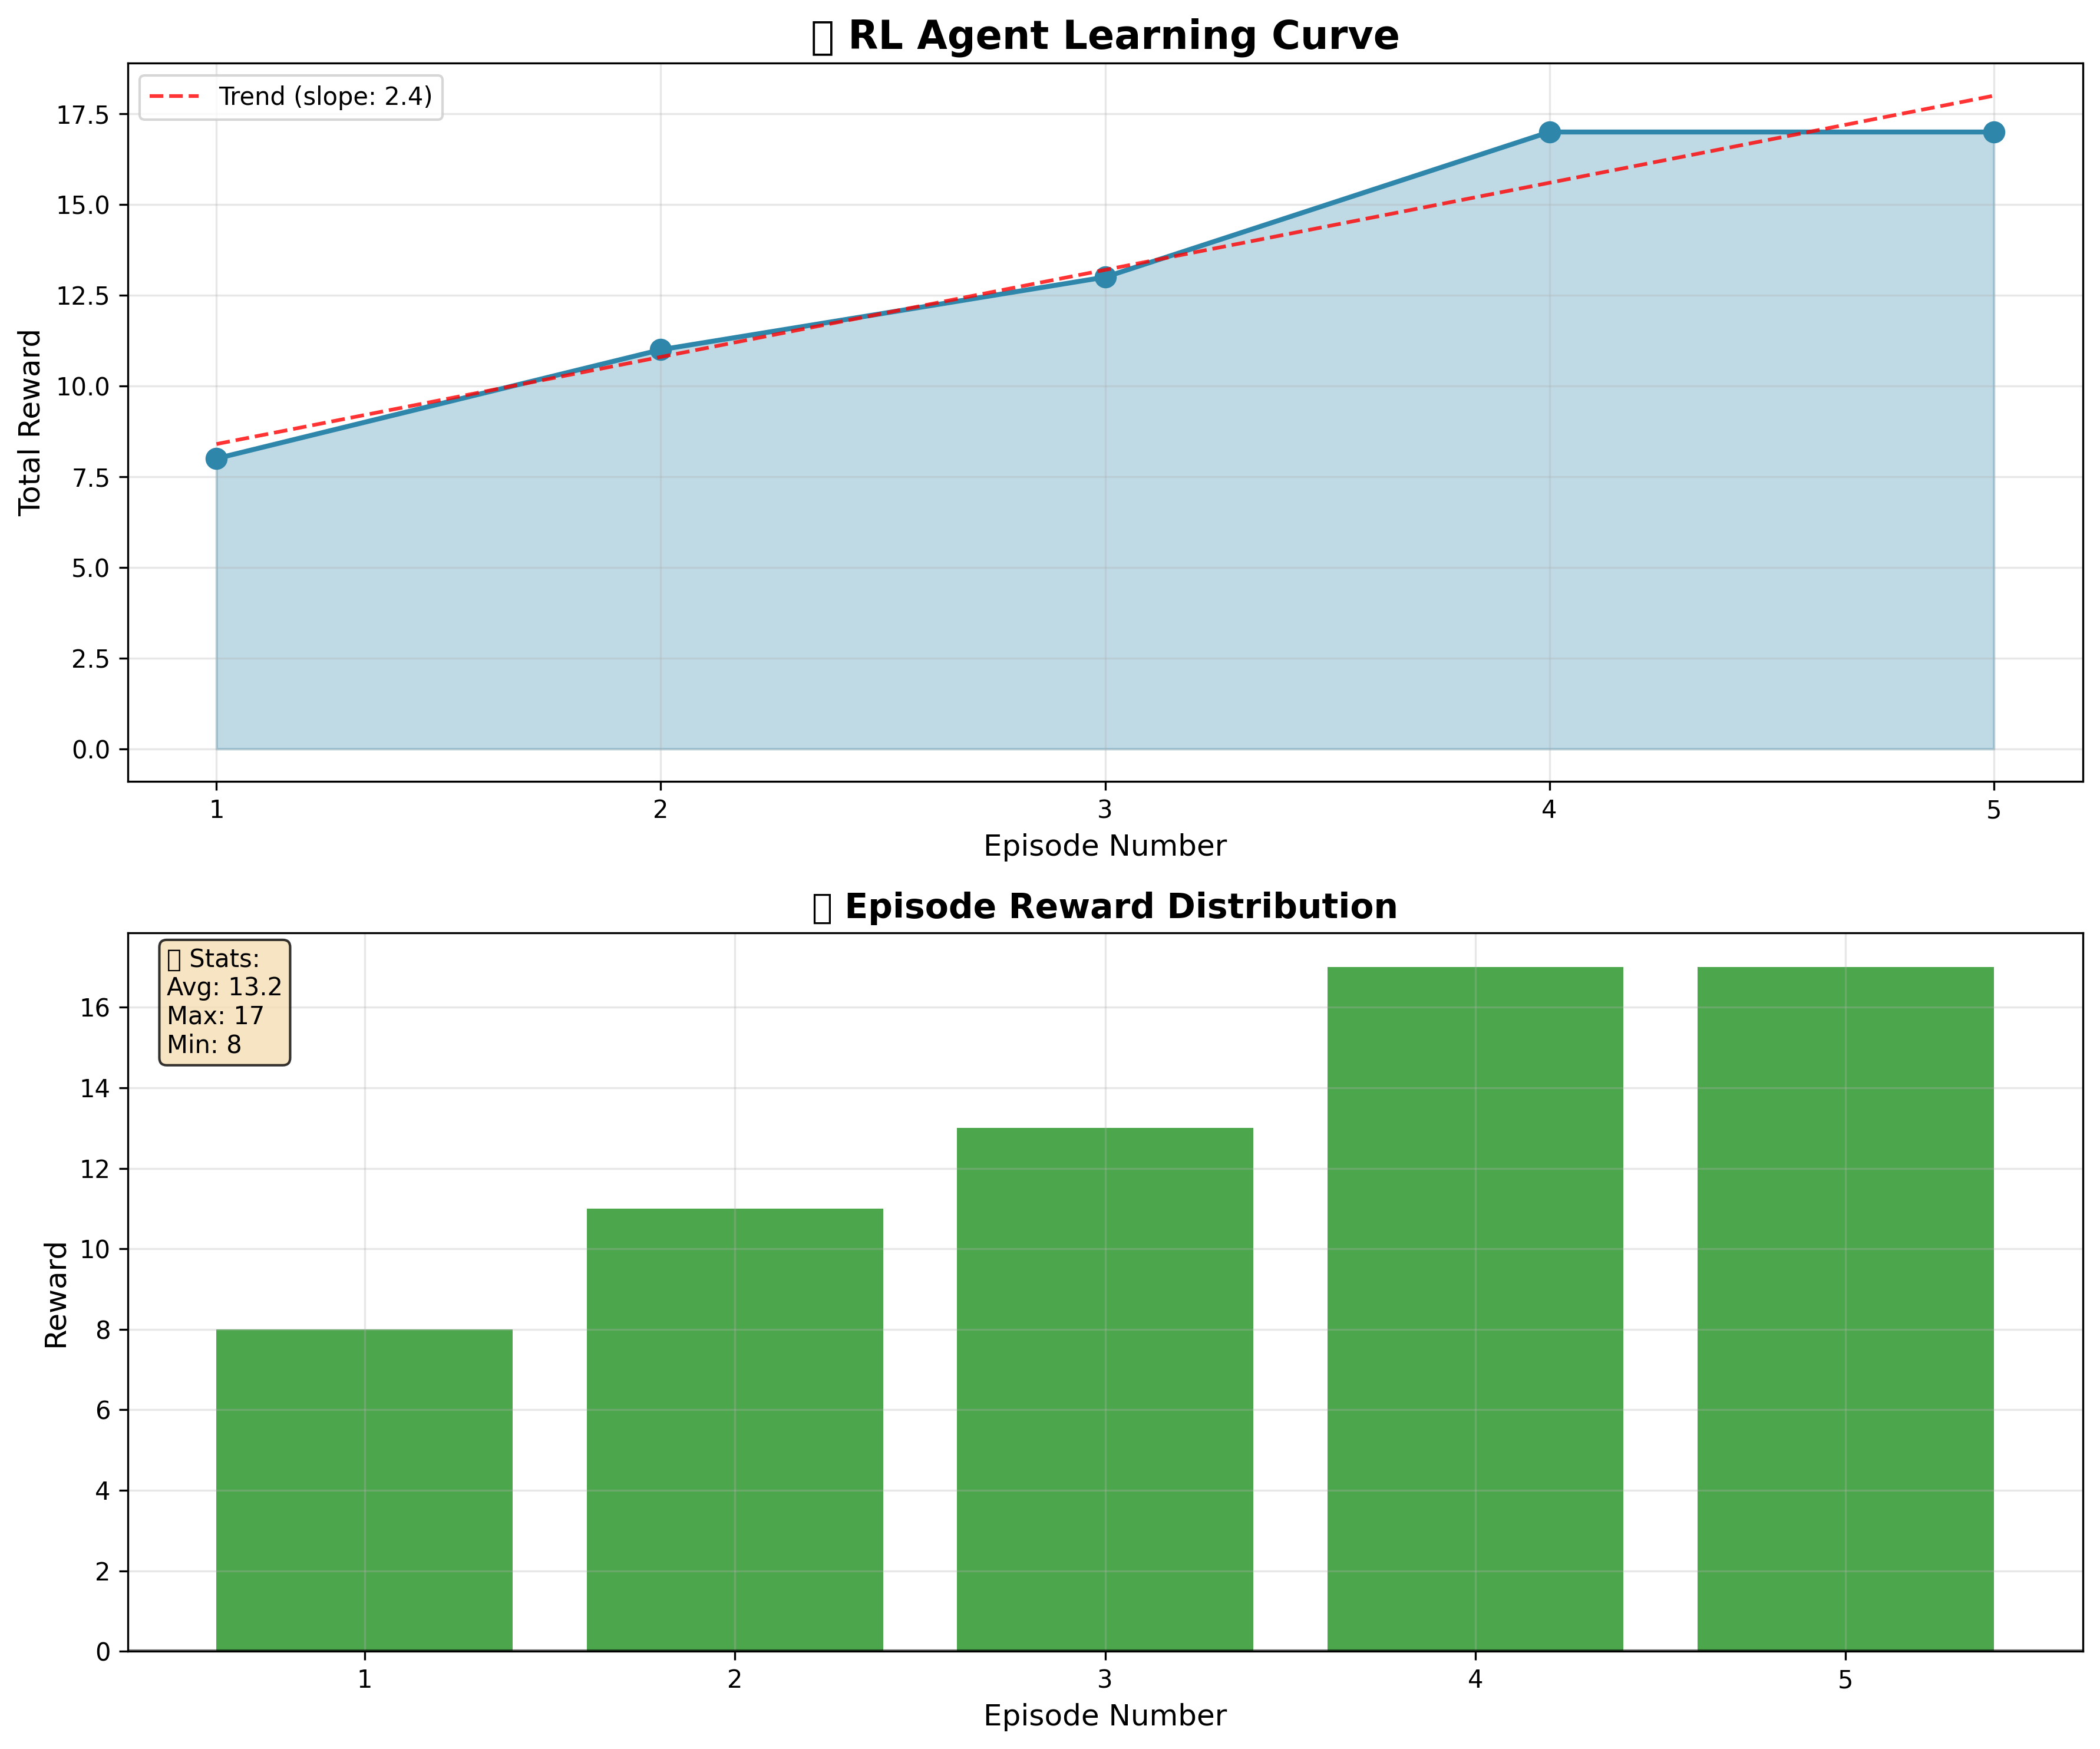 RL Agent Learning Curve
Trend (slope: 2.4)
Total Reward
17.5
15.0
12.5
10.0
7.5
5.0
2.5
0.0
1 2 3 4 5
Episode Number
Episode Reward Distribution
Stats:
Avg: 13.2
Max: 17
Min: 8
Reward
16
14
12
10
8
6
4
2
0
1 2 3 4 5
Episode Number